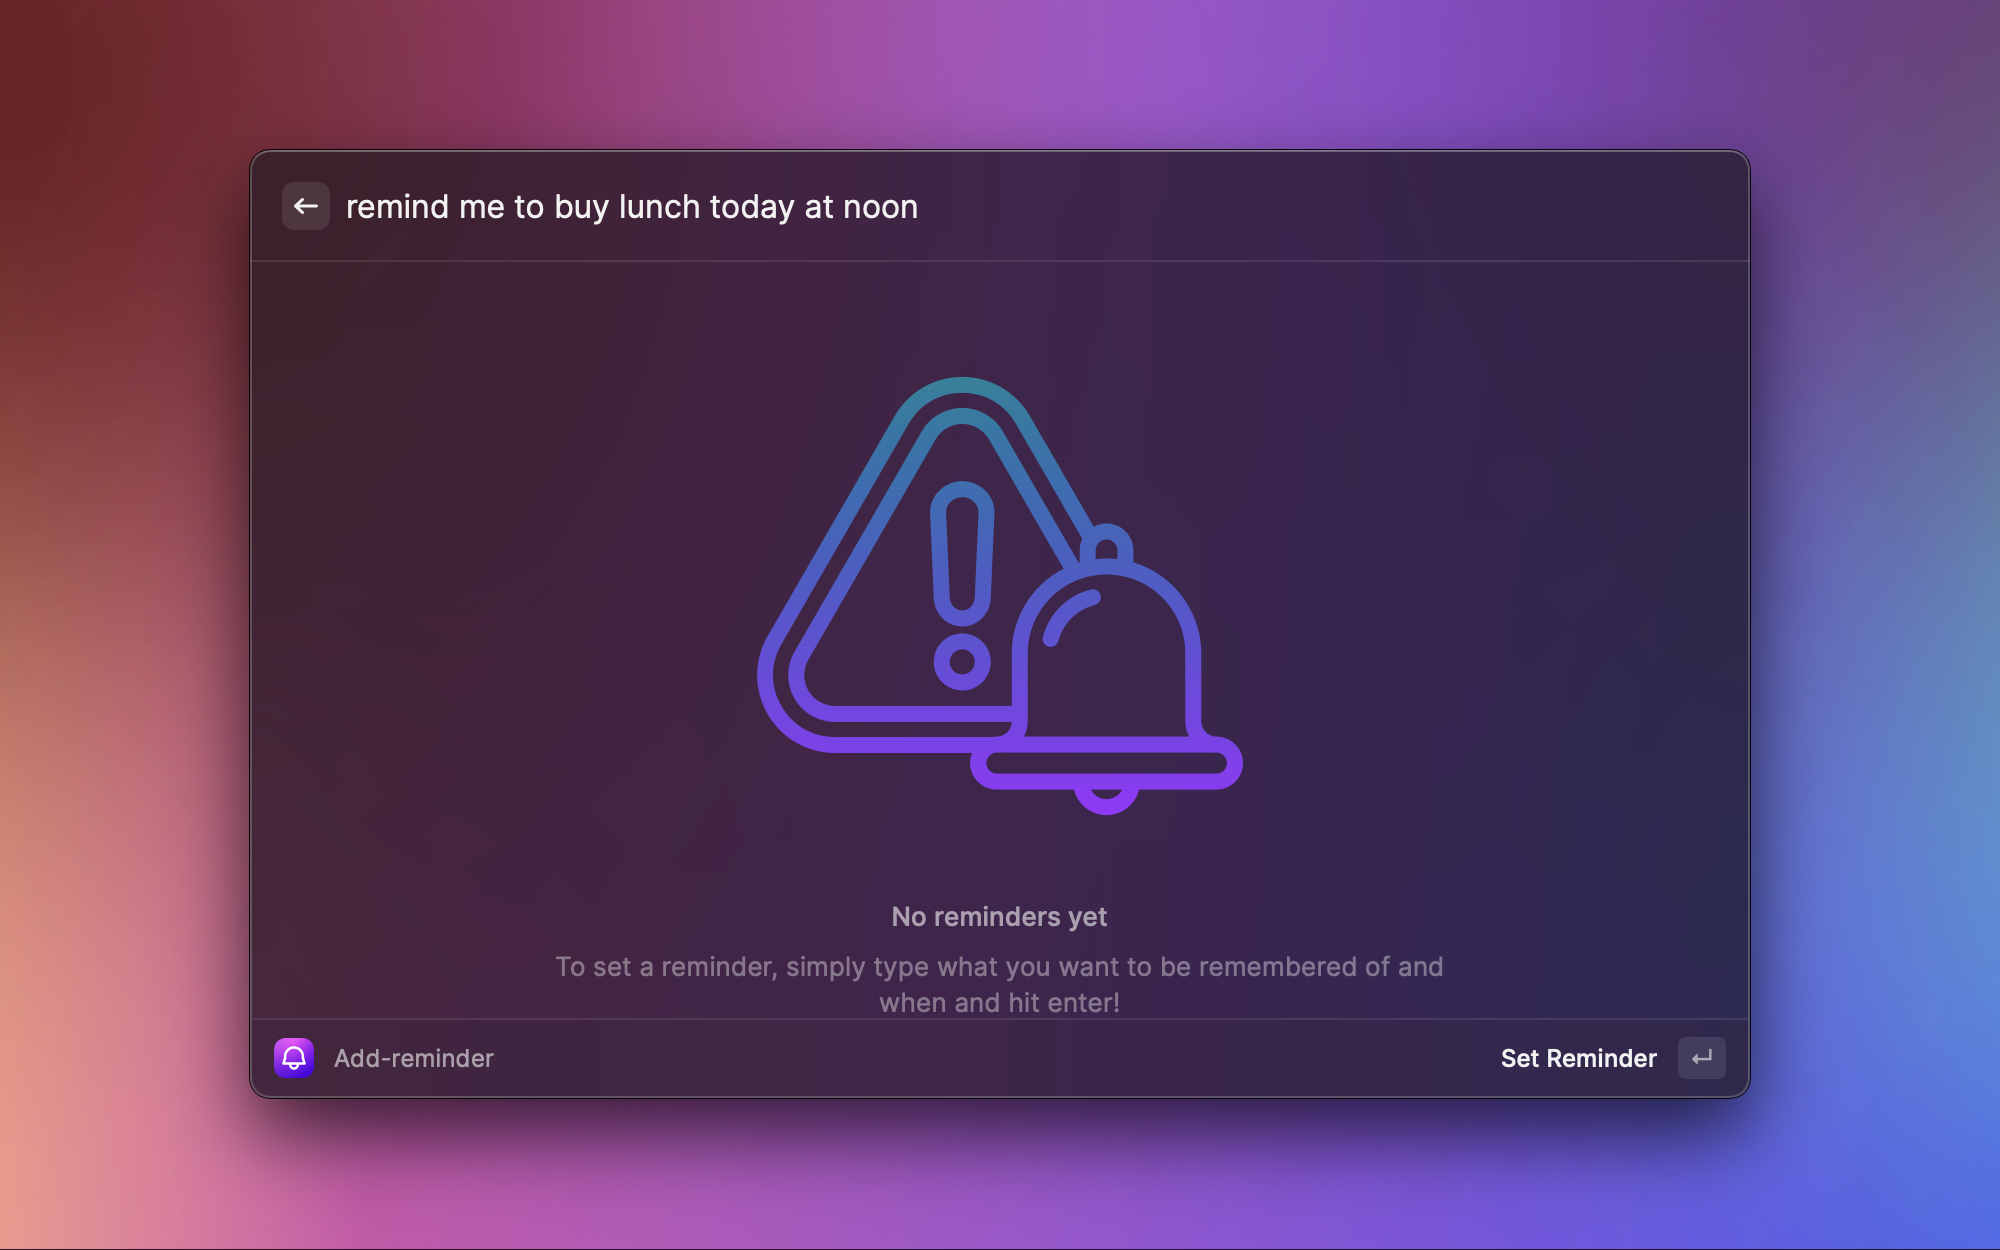 remind me to buy lunch today at noon
No reminders yet
To set a reminder, simply type what you want to be remembered of and
when and hit enter!
Add-reminder
Set Reminder